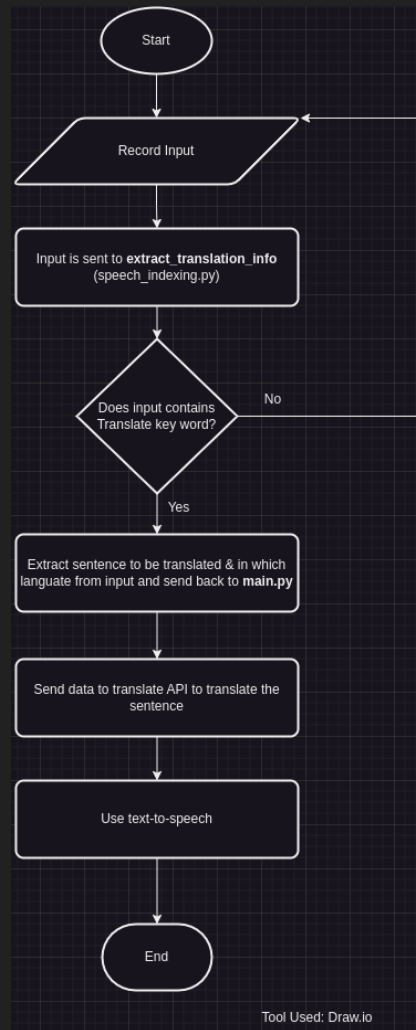 Start
Record Input
Input is sent to extract_translation_info
(speech_indexing.py)
Does input contains
Translate key word?
No
Yes
Extract sentence to be translated & in which
languate from input and send back to main.py
Send data to translate API to translate the
sentence
Use text-to-speech
End
Tool Used: Draw.io